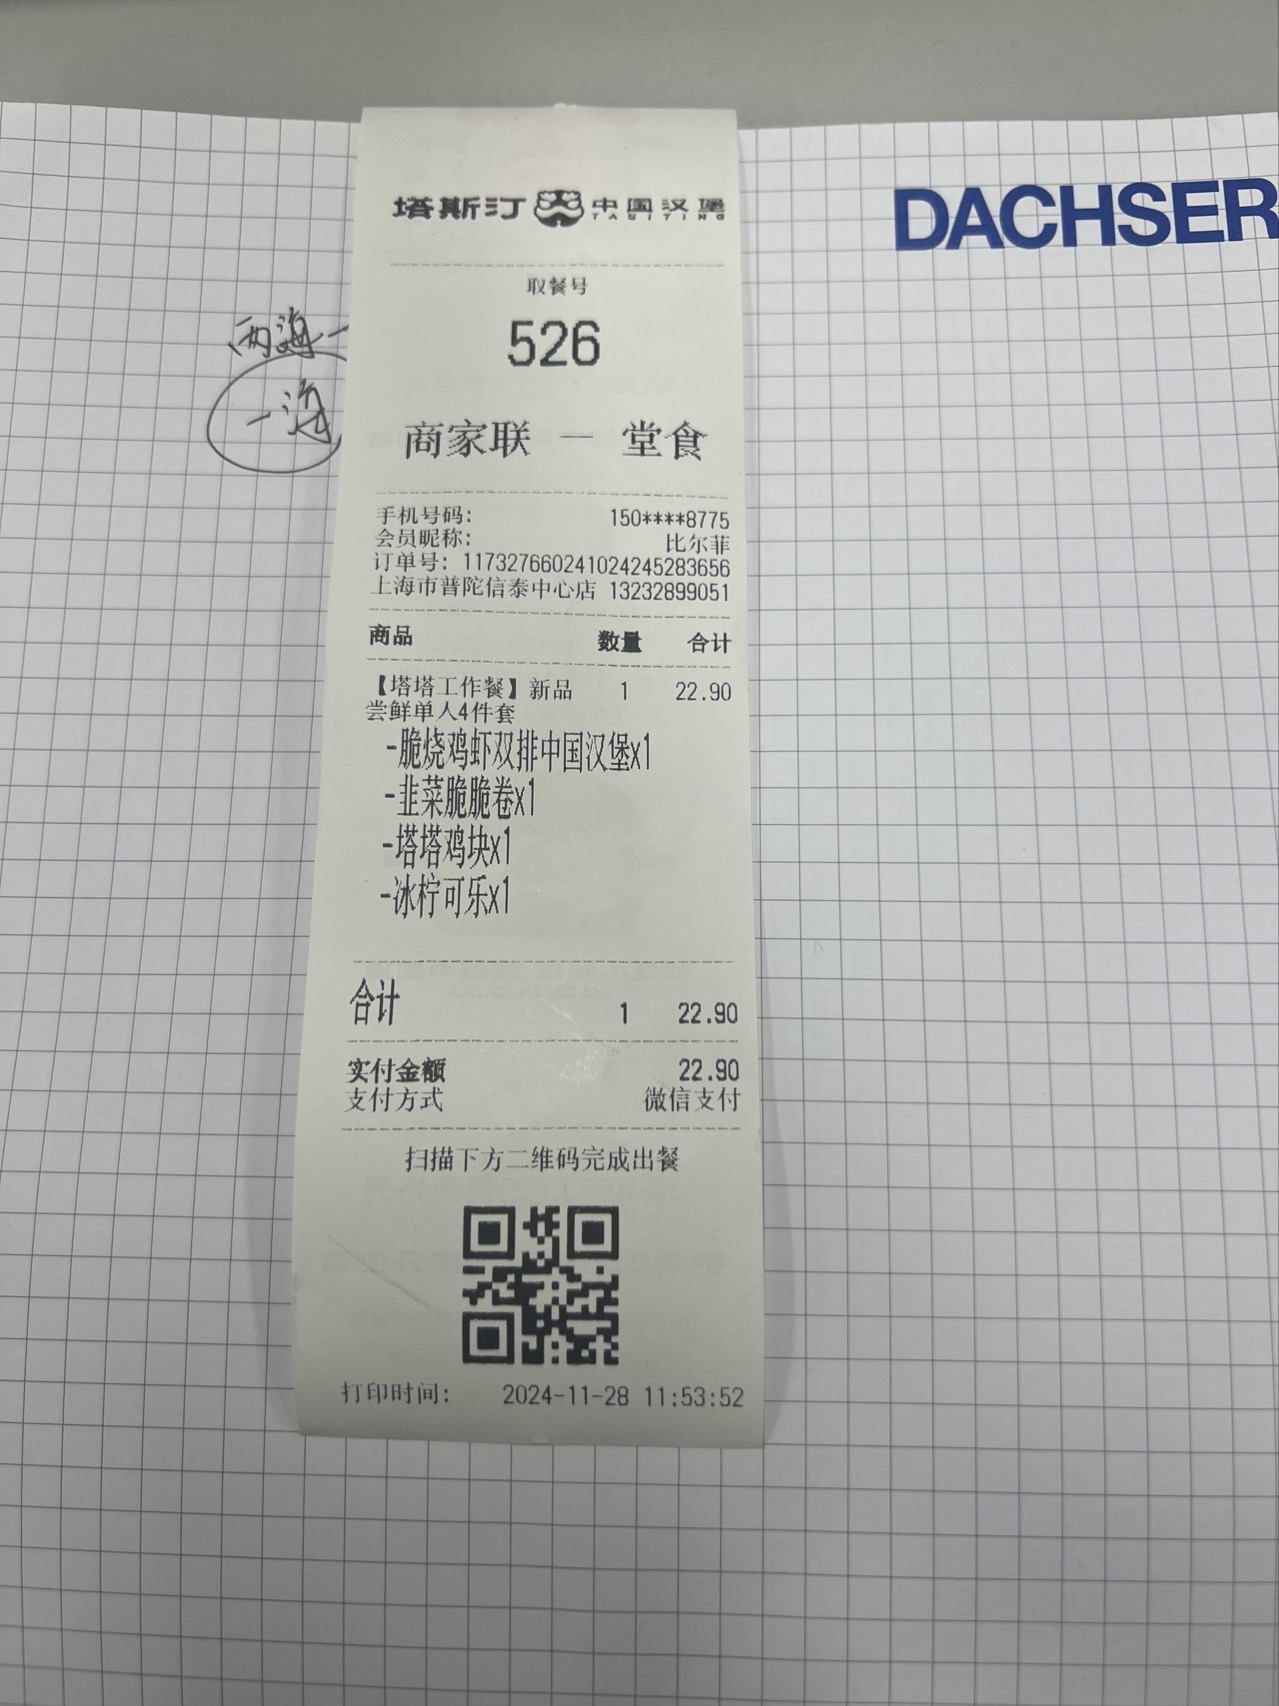 DACHSER
塔斯汀 中国汉堡
TASITING
取餐号
526
两海一
一海
商家联 — 堂食
手机号码: 150****8775
会员昵称: 比尔菲
订单号: 117327660241024245283656
上海市普陀信泰中心店 13232899051
商品 数量 合计
【塔塔工作餐】新品 1 22.90
尝鲜单人4件套
-脆烧鸡虾双排中国汉堡x1
-韭菜脆脆卷x1
-塔塔鸡块x1
-冰柠可乐x1
合计 1 22.90
实付金额 22.90
支付方式 微信支付
扫描下方二维码完成出餐
打印时间: 2024-11-28 11:53:52